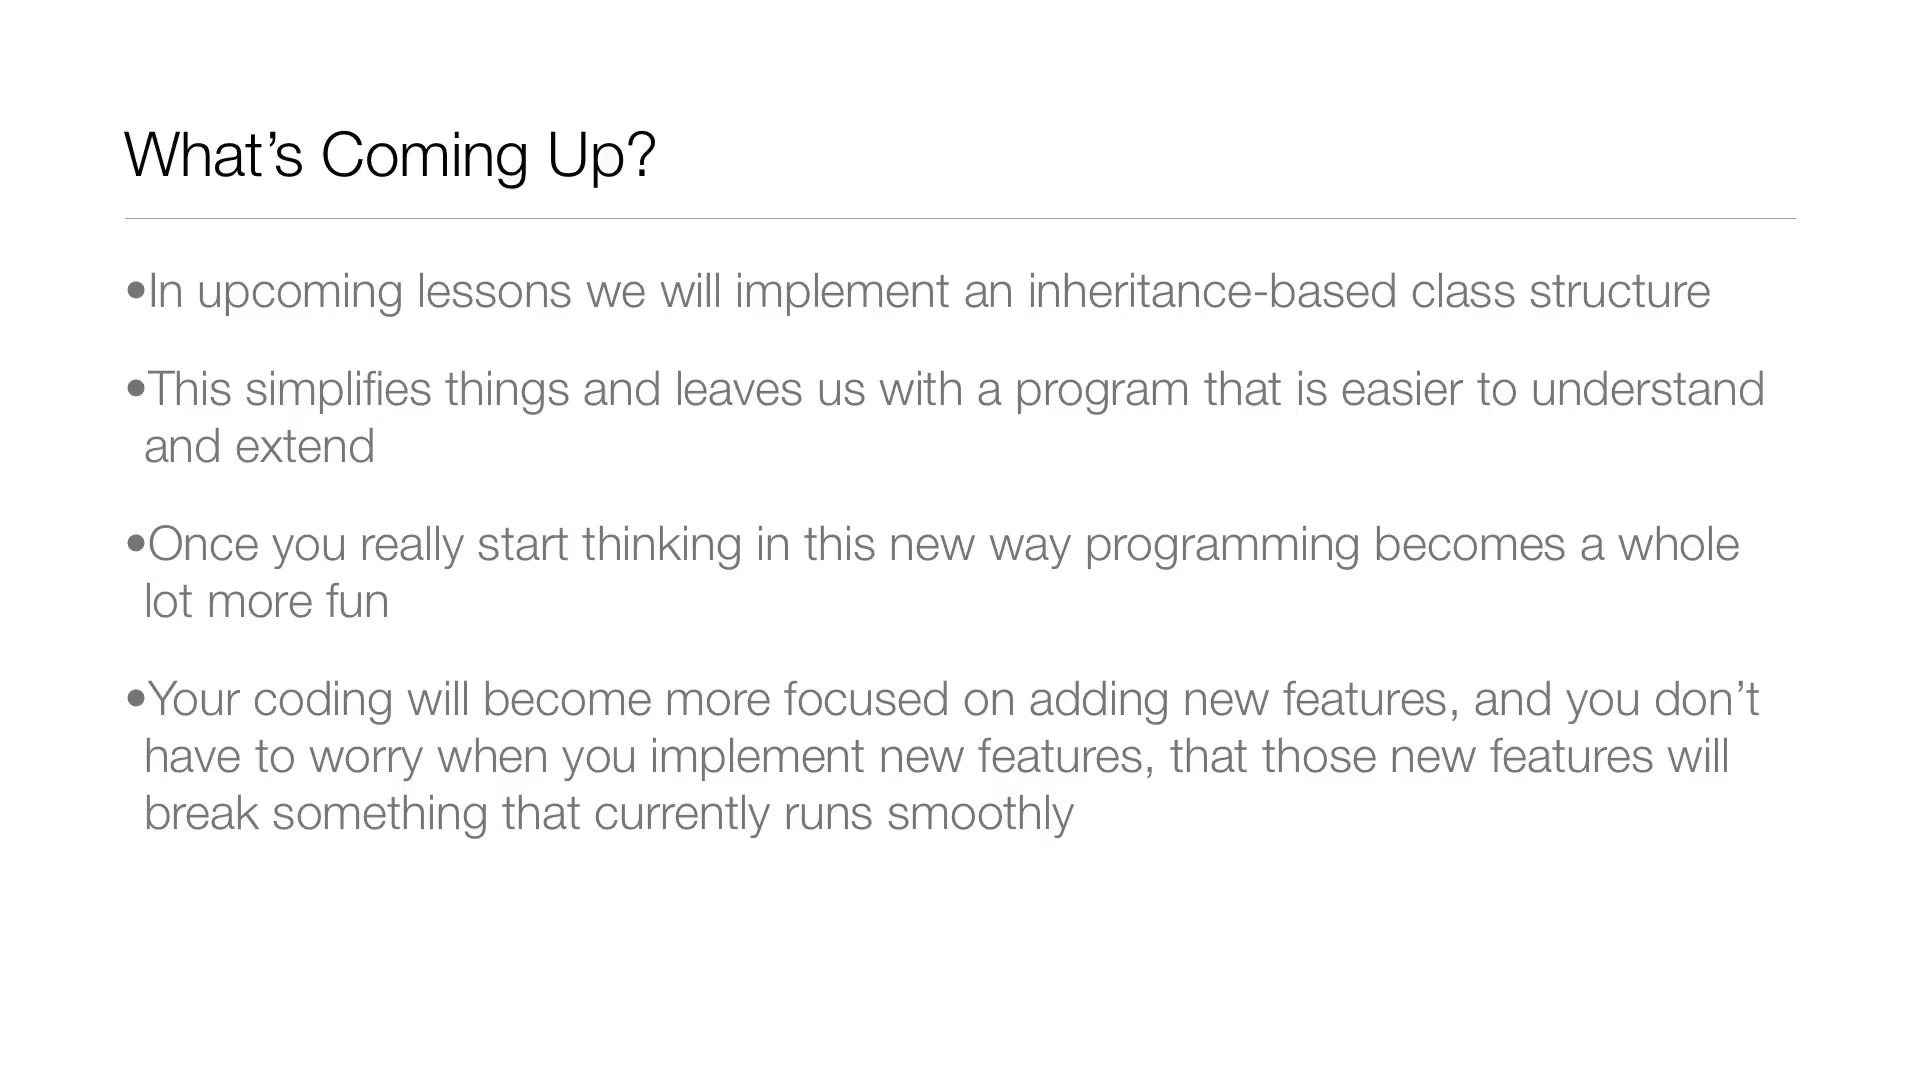 What’s Coming Up?
•In upcoming lessons we will implement an inheritance-based class structure
•This simplifies things and leaves us with a program that is easier to understand
and extend
•Once you really start thinking in this new way programming becomes a whole
lot more fun
•Your coding will become more focused on adding new features, and you don’t
have to worry when you implement new features, that those new features will
break something that currently runs smoothly